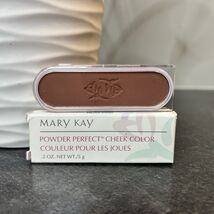 MARY KAY
POWDER PERFECT® CHEEK COLOR
COULEUR POUR LES JOUES
.2 OZ. NET WT./5 g